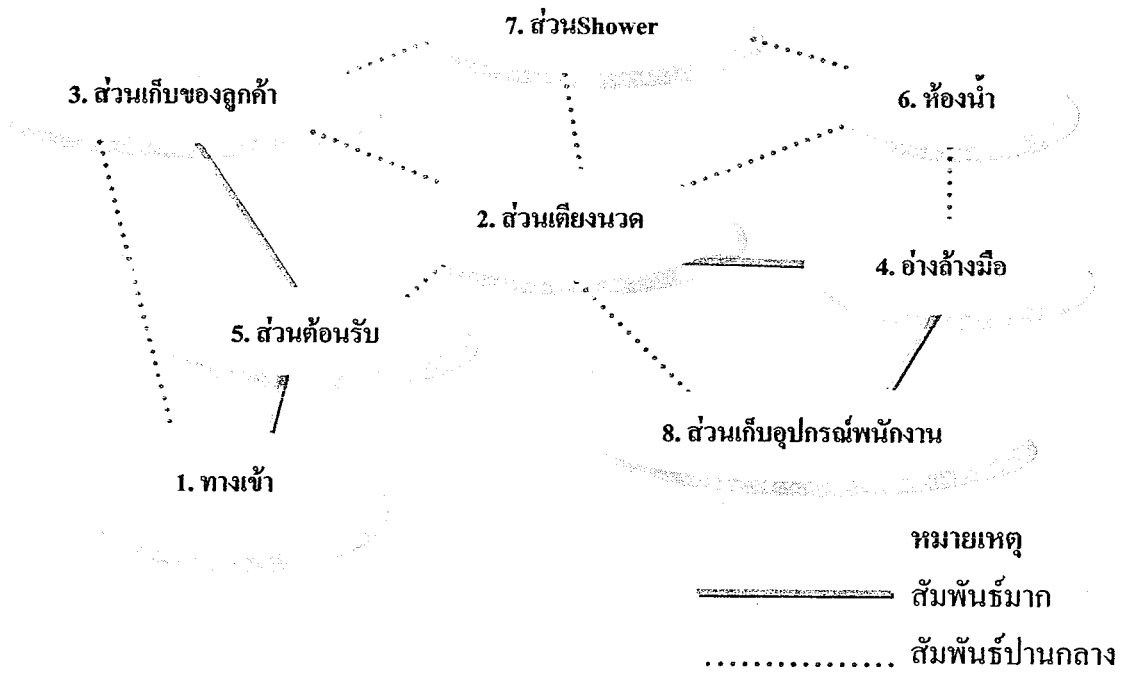 7. ส่วนShower
3. ส่วนเก็บของลูกค้า
6. ห้องน้ำ
2. ส่วนเตียงนวด
4. อ่างล้างมือ
5. ส่วนต้อนรับ
8. ส่วนเก็บอุปกรณ์พนักงาน
1. ทางเข้า
หมายเหตุ
สัมพันธ์มาก
สัมพันธ์ปานกลาง